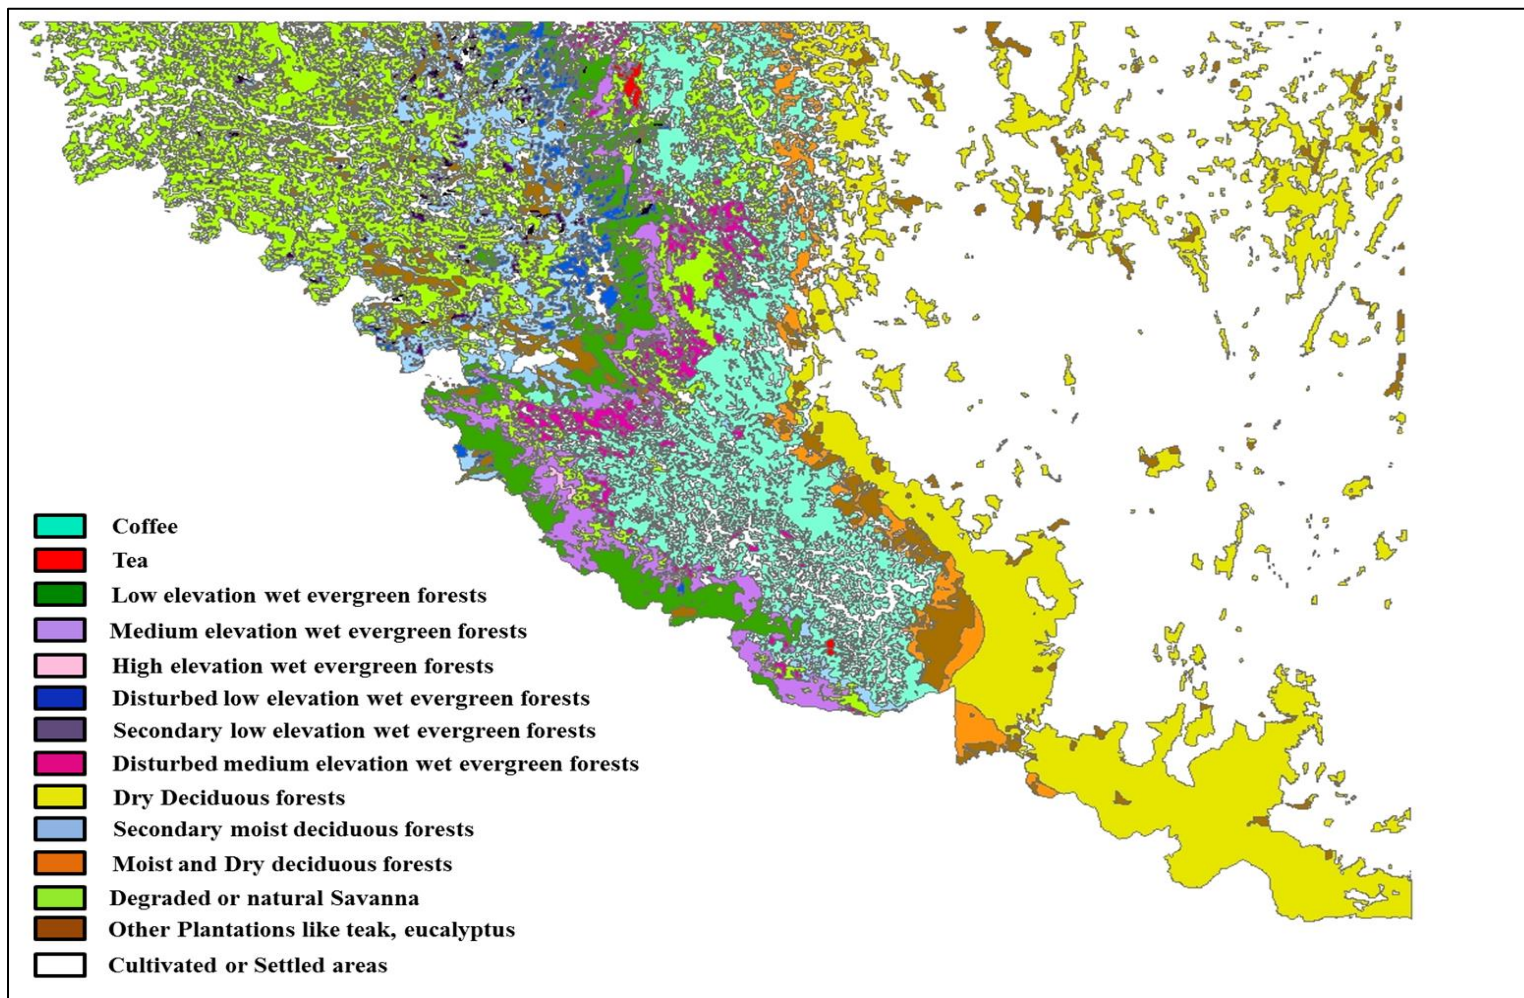 Coffee
Tea
Low elevation wet evergreen forests
Medium elevation wet evergreen forests
High elevation wet evergreen forests
Disturbed low elevation wet evergreen forests
Secondary low elevation wet evergreen forests
Disturbed medium elevation wet evergreen forests
Dry Deciduous forests
Secondary moist deciduous forests
Moist and Dry deciduous forests
Degraded or natural Savanna
Other Plantations like teak, eucalyptus
Cultivated or Settled areas